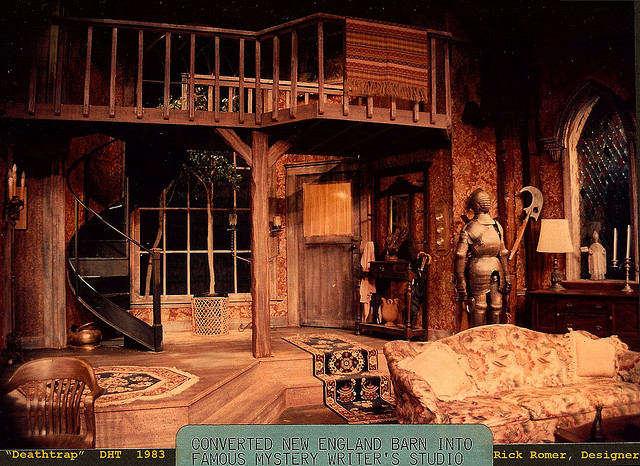 CONVERTED NEW ENGLAND BARN INTO
FAMOUS MYSTERY WRITER'S STUDIO
"Deathtrap" DHT 1983
Rick Romer, Designer